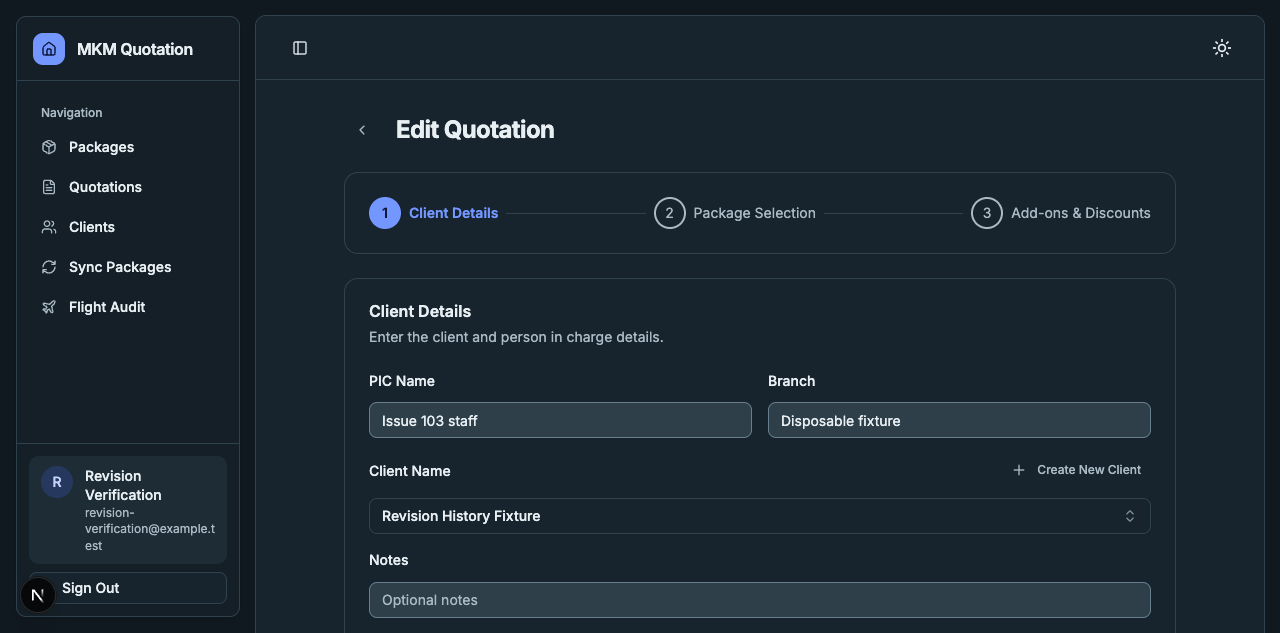 MKM Quotation
Navigation
Packages
Quotations
Clients
Sync Packages
Flight Audit
R
Revision
Verification
revision-
verification@example.t
est
N
Sign Out
Edit Quotation
1
Client Details
2
Package Selection
3
Add-ons & Discounts
Client Details
Enter the client and person in charge details.
PIC Name
Branch
Issue 103 staff
Disposable fixture
Client Name
Create New Client
Revision History Fixture
Notes
Optional notes